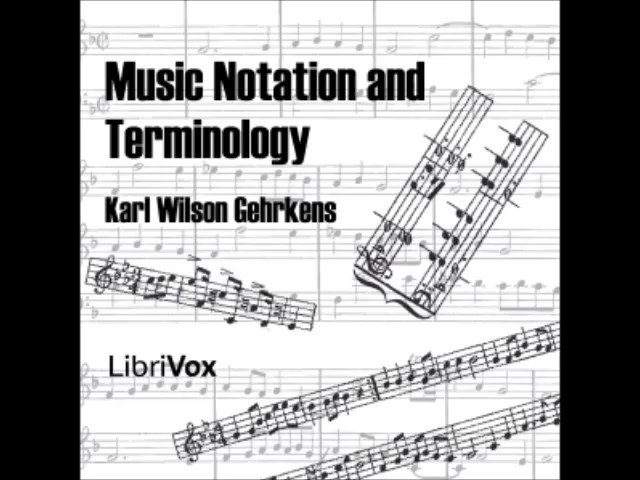 Music Notation and
Terminology
Karl Wilson Gehrkens
LibriVox